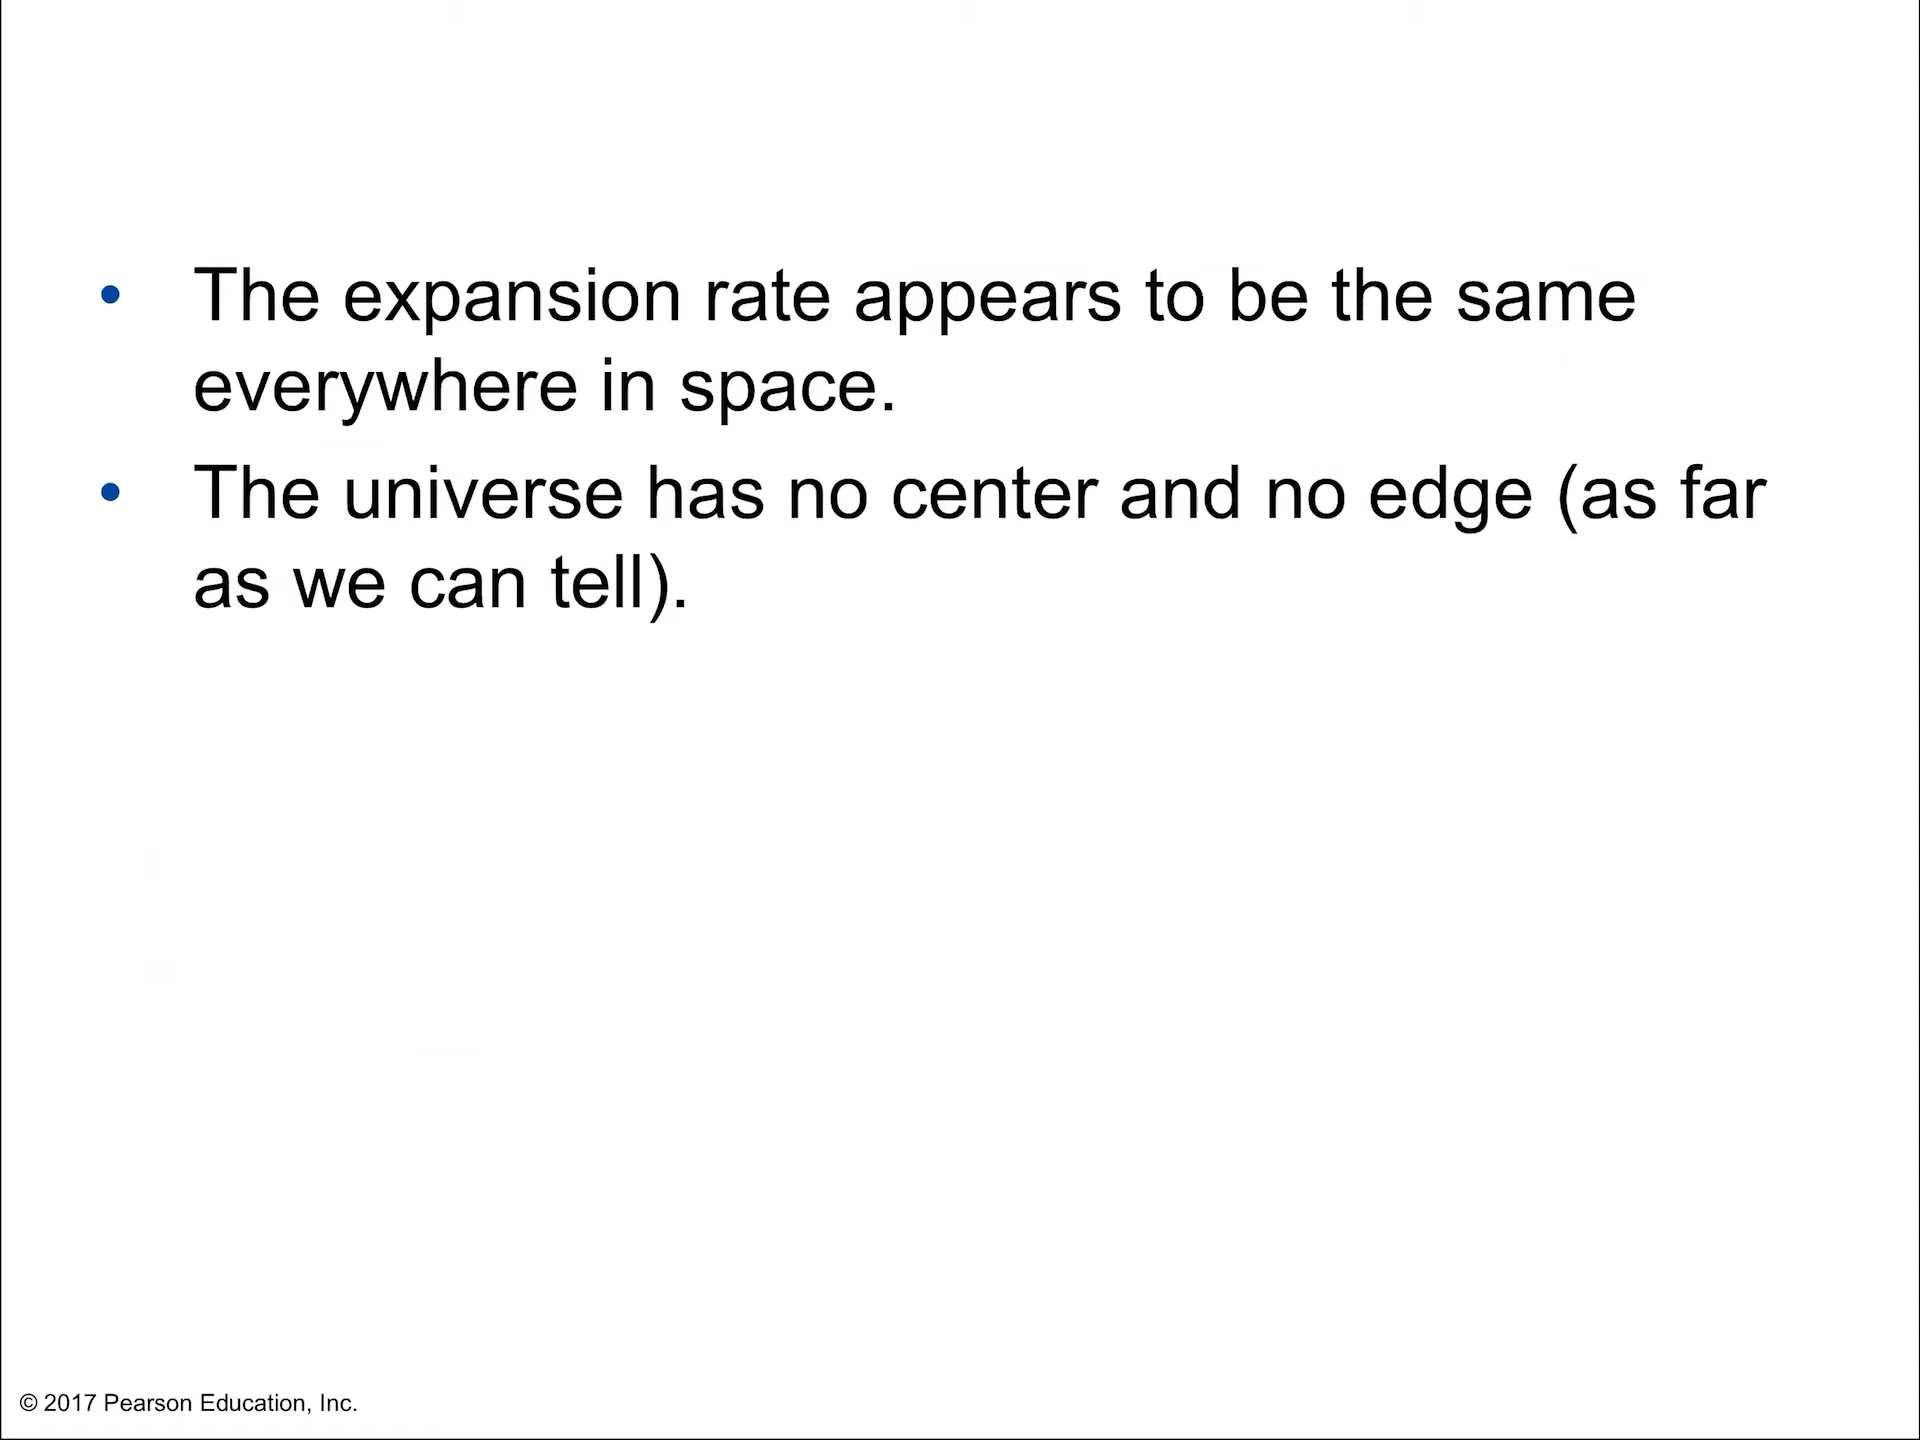 • The expansion rate appears to be the same
everywhere in space.
• The universe has no center and no edge (as far
as we can tell).
© 2017 Pearson Education, Inc.